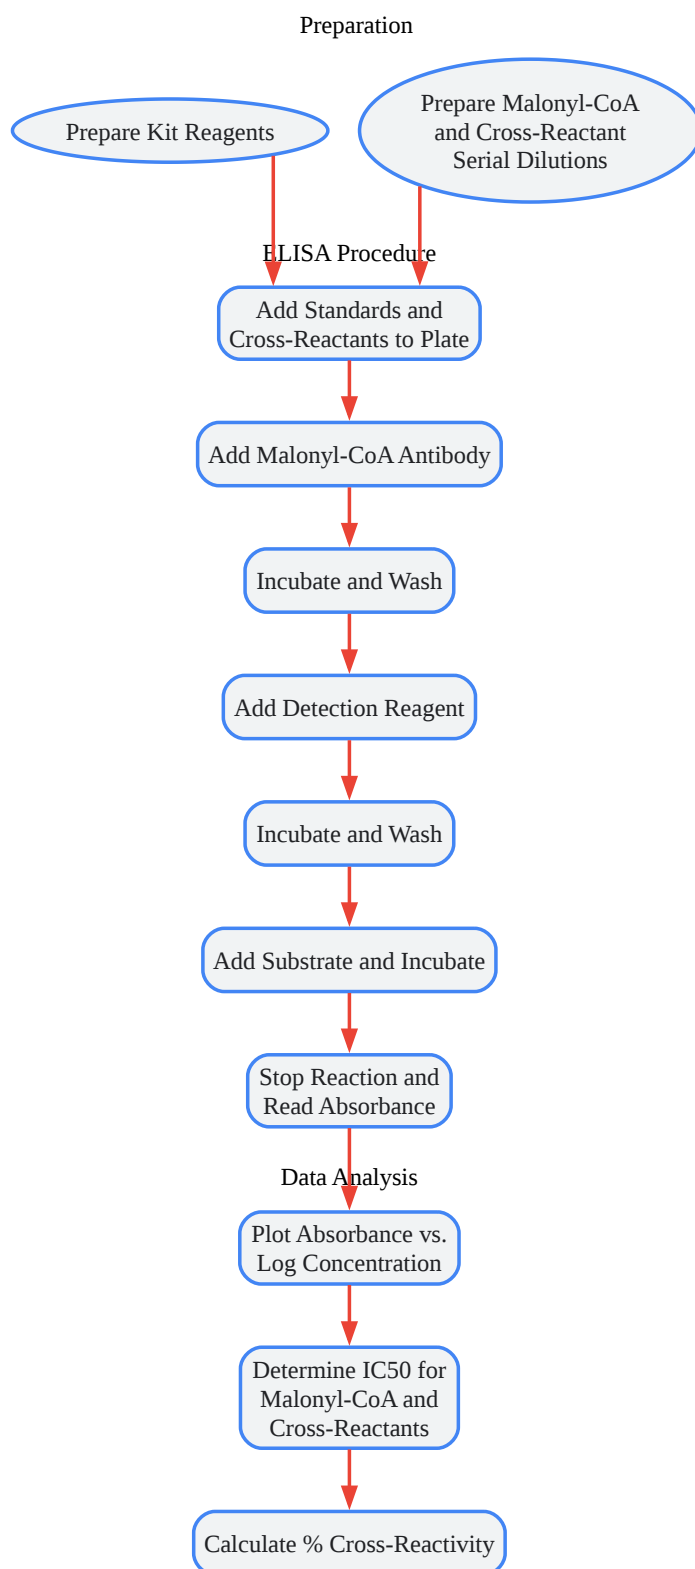 Preparation
Prepare Kit Reagents
Prepare Malonyl-CoA
and Cross-Reactant
Serial Dilutions
ELISA Procedure
Add Standards and
Cross-Reactants to Plate
Add Malonyl-CoA Antibody
Incubate and Wash
Add Detection Reagent
Incubate and Wash
Add Substrate and Incubate
Stop Reaction and
Read Absorbance
Data Analysis
Plot Absorbance vs.
Log Concentration
Determine IC50 for
Malonyl-CoA and
Cross-Reactants
Calculate % Cross-Reactivity